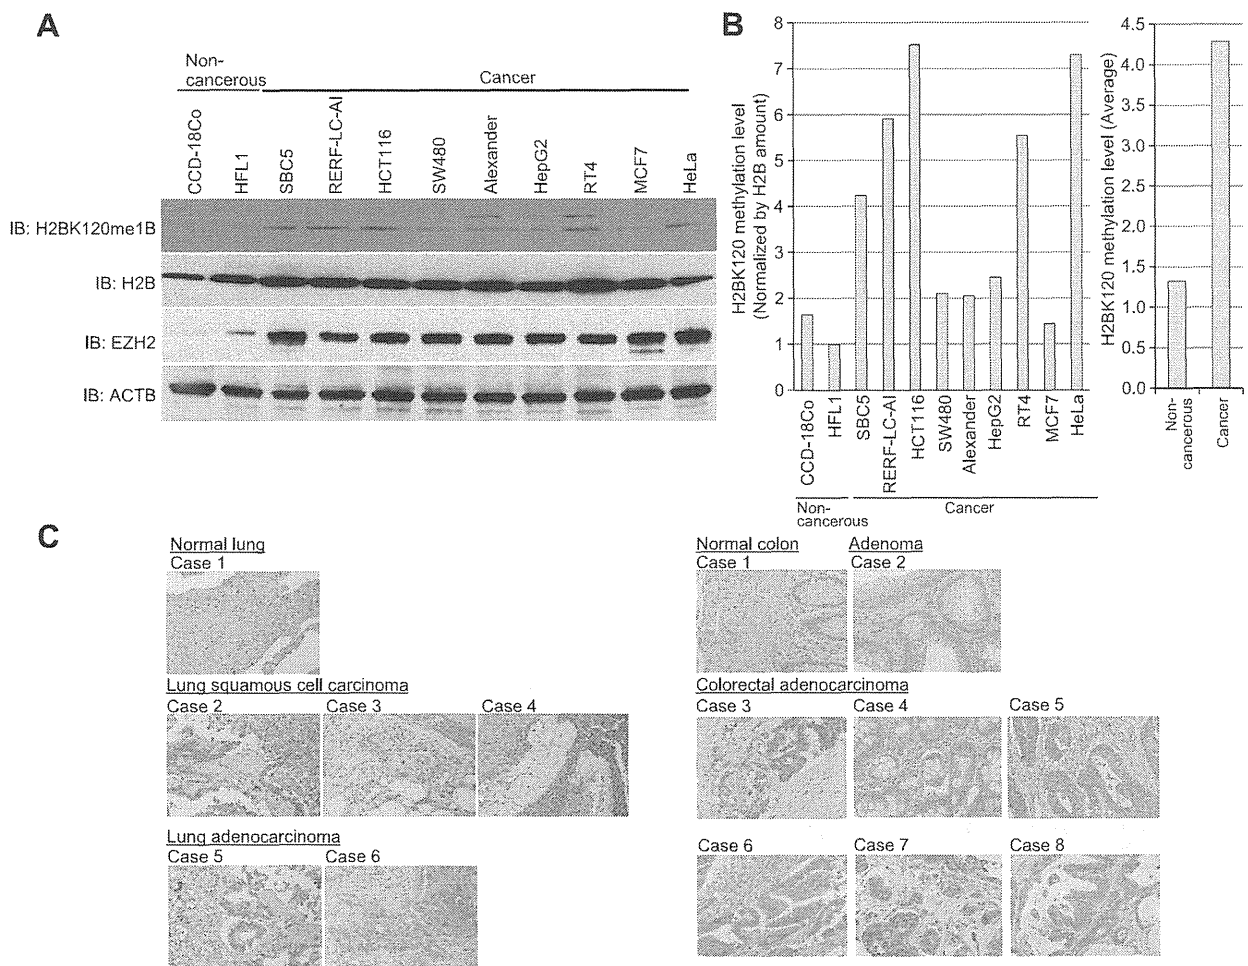 A
Non-
cancerous
Cancer
CCD-18Co
HFL1
SBC5
RERF-LC-AI
HCT116
SW480
Alexander
HepG2
RT4
MCF7
HeLa
IB: H2BK120me1B
IB: H2B
IB: EZH2
IB: ACTB
B
H2BK120 methylation level
(Normalized by H2B amount)
8
7
6
5
4
3
2
1
0
CCD-18Co
HFL1
SBC5
RERF-LC-AI
HCT116
SW480
Alexander
HepG2
RT4
MCF7
HeLa
Non-
cancerous
Cancer
H2BK120 methylation level (Average)
4.5
4.0
3.5
3.0
2.5
2.0
1.5
1.0
0.5
0.0
Non-
cancerous
Cancer
C
Normal lung
Case 1
Lung squamous cell carcinoma
Case 2 Case 3 Case 4
Lung adenocarcinoma
Case 5 Case 6
Normal colon Adenoma
Case 1 Case 2
Colorectal adenocarcinoma
Case 3 Case 4 Case 5
Case 6 Case 7 Case 8